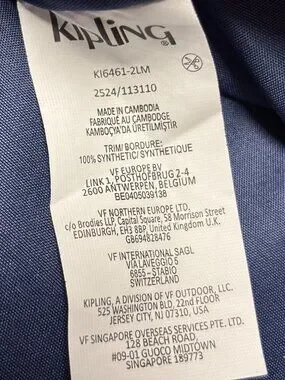 KIPLING®
KI6461-2LM
2524/113110
MADE IN CAMBODIA
FABRIQUÉ AU CAMBODGE
KAMBOÇYA'DA ÜRETİLMİŞTİR
TRIM/ BORDURE:
100% SYNTHETIC/ SYNTHETIQUE
VF EUROPE BV
LINK 1, POSTHOFBRUG 2-4
2600 ANTWERPEN, BELGIUM
BE0405039138
VF NORTHERN EUROPE LTD,
c/o Brodies LLP, Capital Square, 58 Morrison Street
EDINBURGH, EH3 8BP, United Kingdom U.K.
GB694828476
VF INTERNATIONAL SAGL
VIA LAVEGGIO 5
6855 - STABIO
SWITZERLAND
KIPLING, A DIVISION OF VF OUTDOOR, LLC.
525 WASHINGTON BLD, 22nd FLOOR
JERSEY CITY, NJ 07310, USA
VF SINGAPORE OVERSEAS SERVICES PTE. LTD.
128 BEACH ROAD,
#09-01 GUOCO MIDTOWN
SINGAPORE 189773